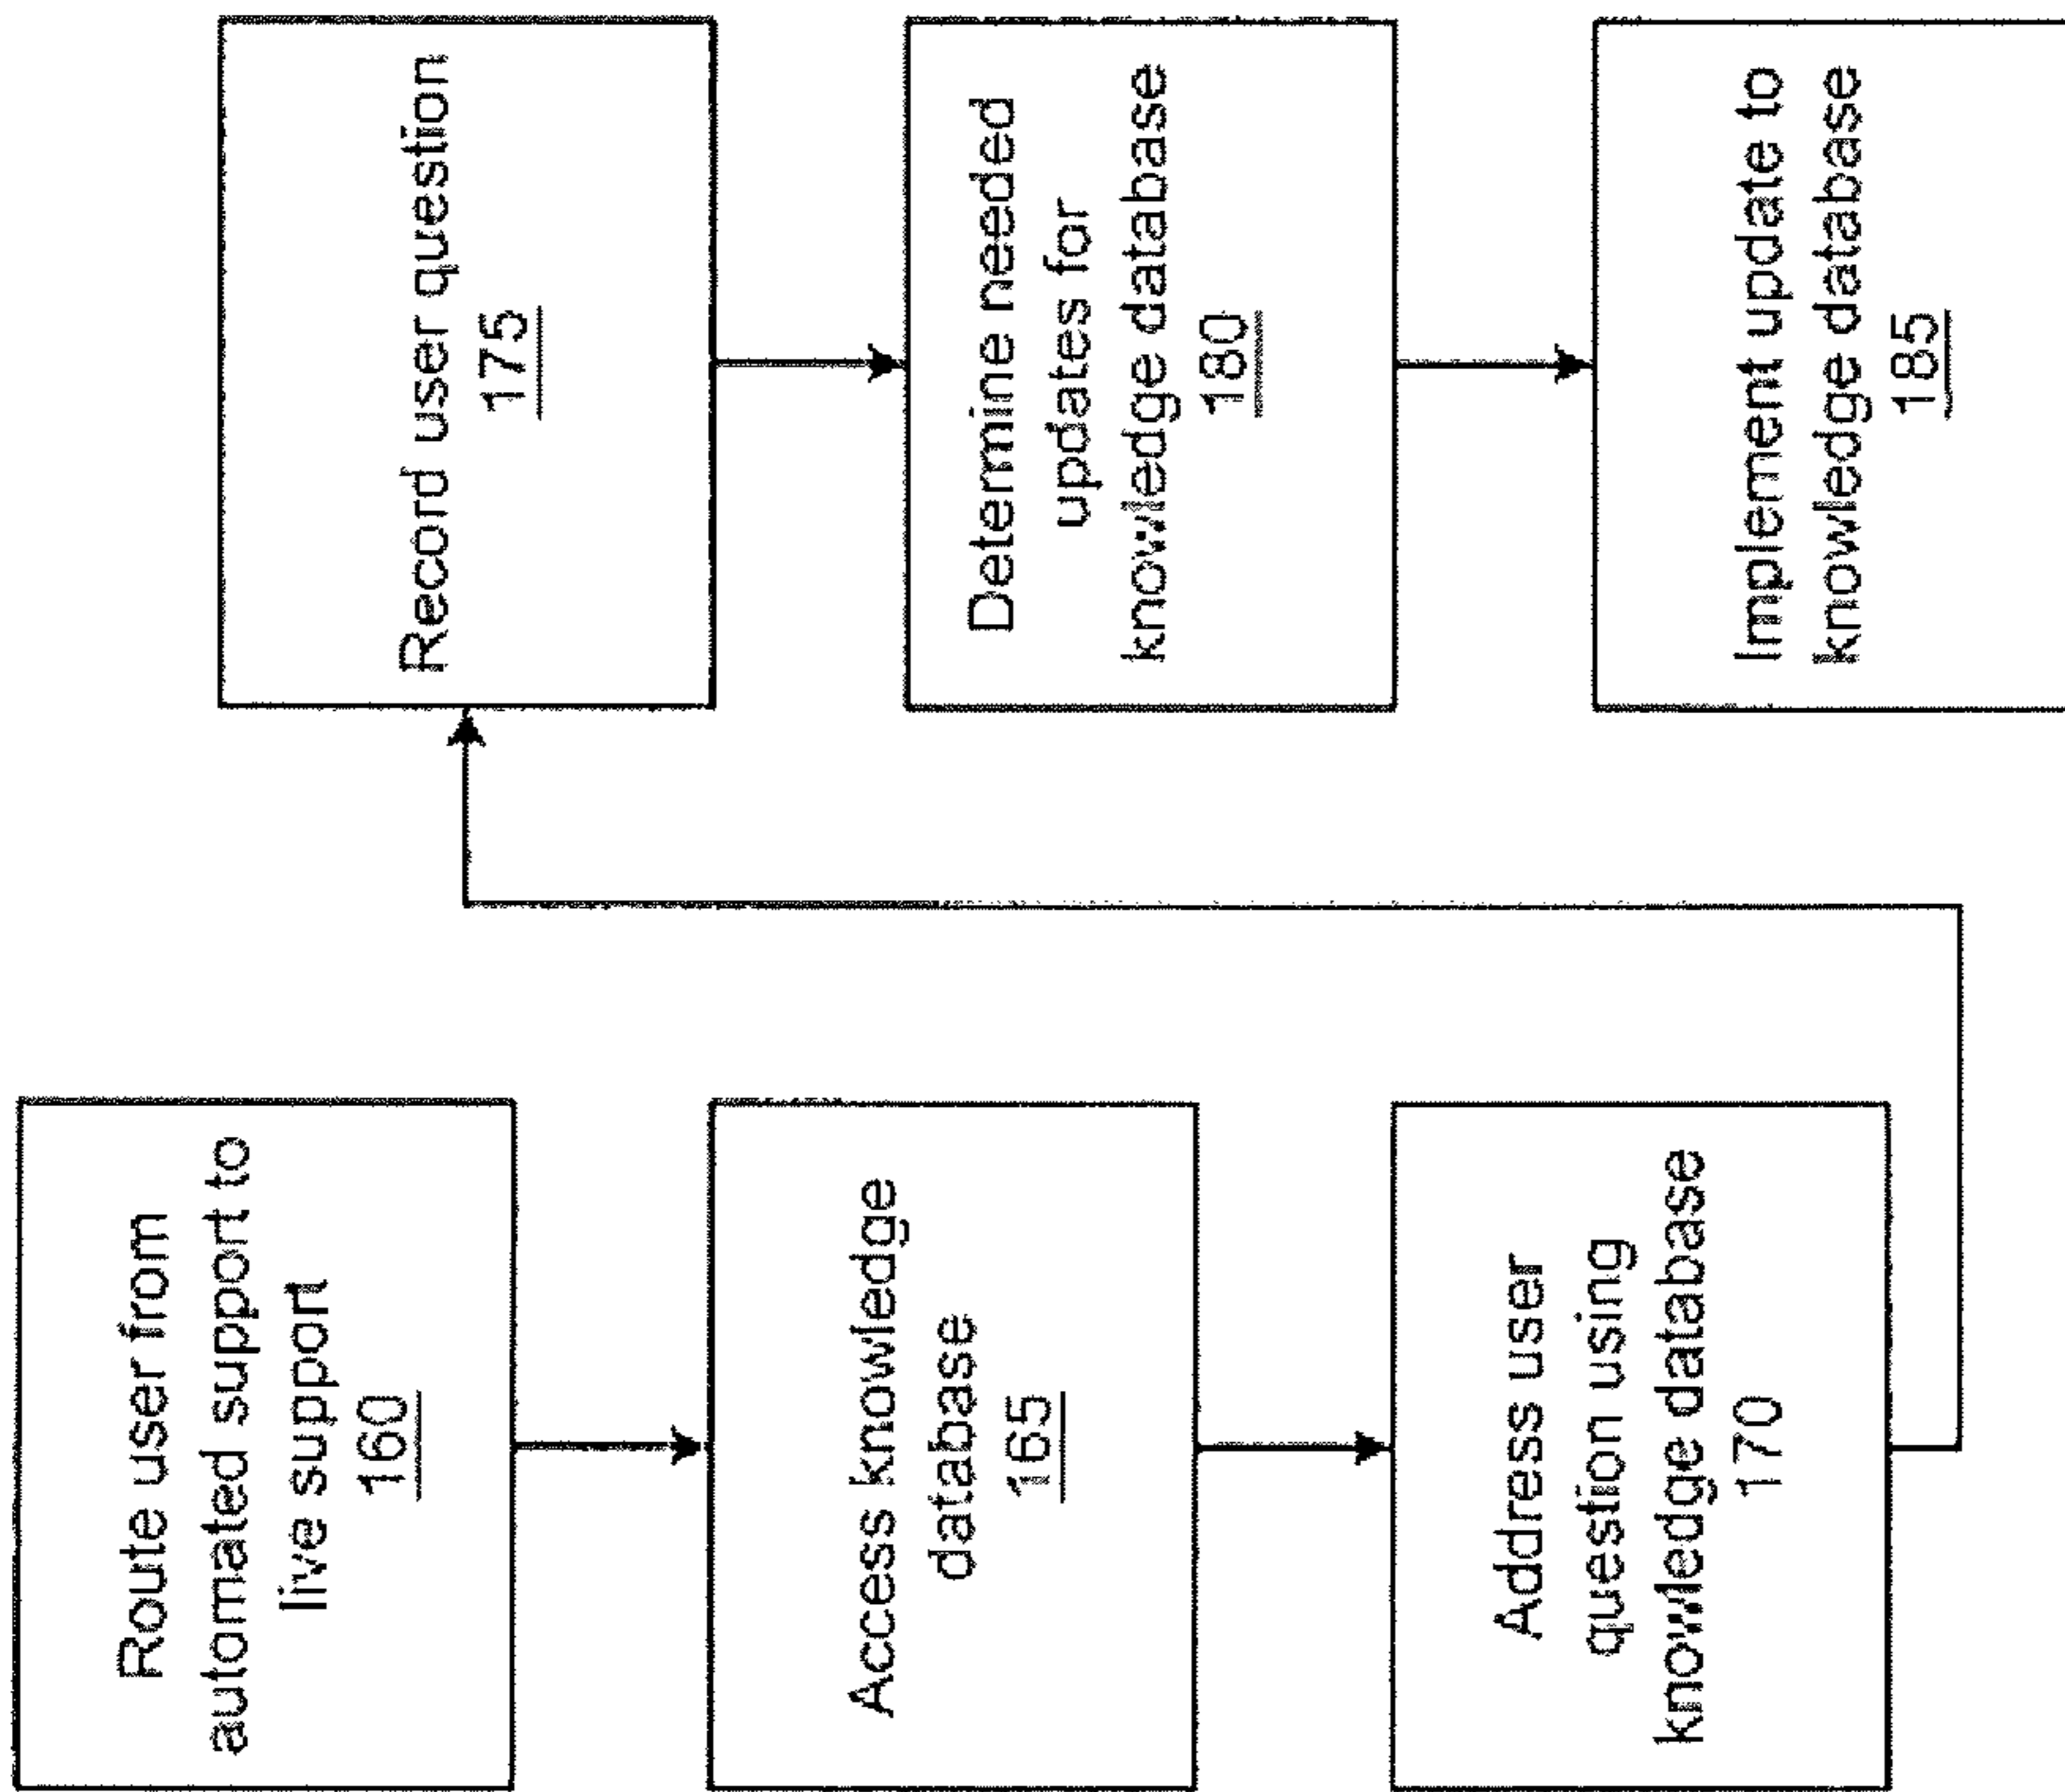 Route user from
automated support to
live support
160
Access knowledge
database
165
Address user
question using
knowledge database
170
Record user question
175
Determine needed
updates for
knowledge database
180
Implement update to
knowledge database
185